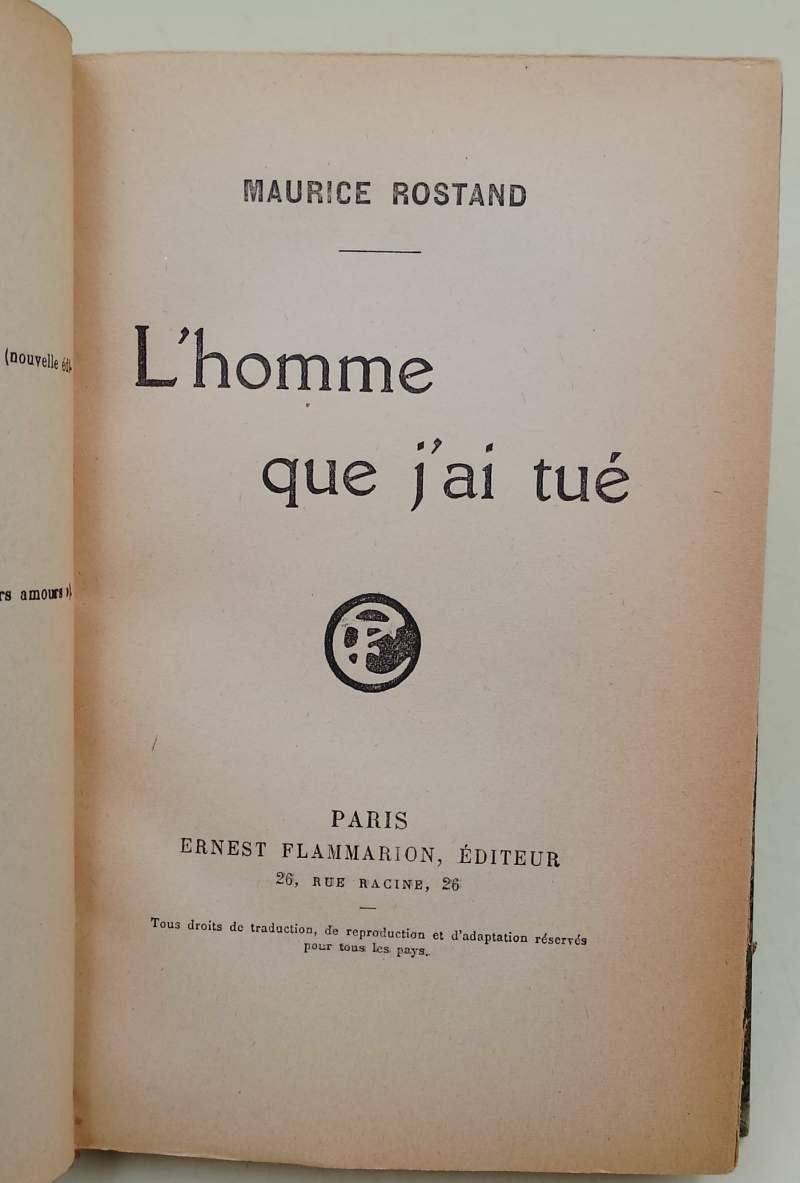 (nouvelle
rs amours»)
MAURICE ROSTAND
L'homme
que j'ai tué
PARIS
ERNEST FLAMMARION, ÉDITEUR
26, RUE RACINE, 26
Tous droits de traduction, de reproduction et d'adaptation réservés
pour tous les pays.